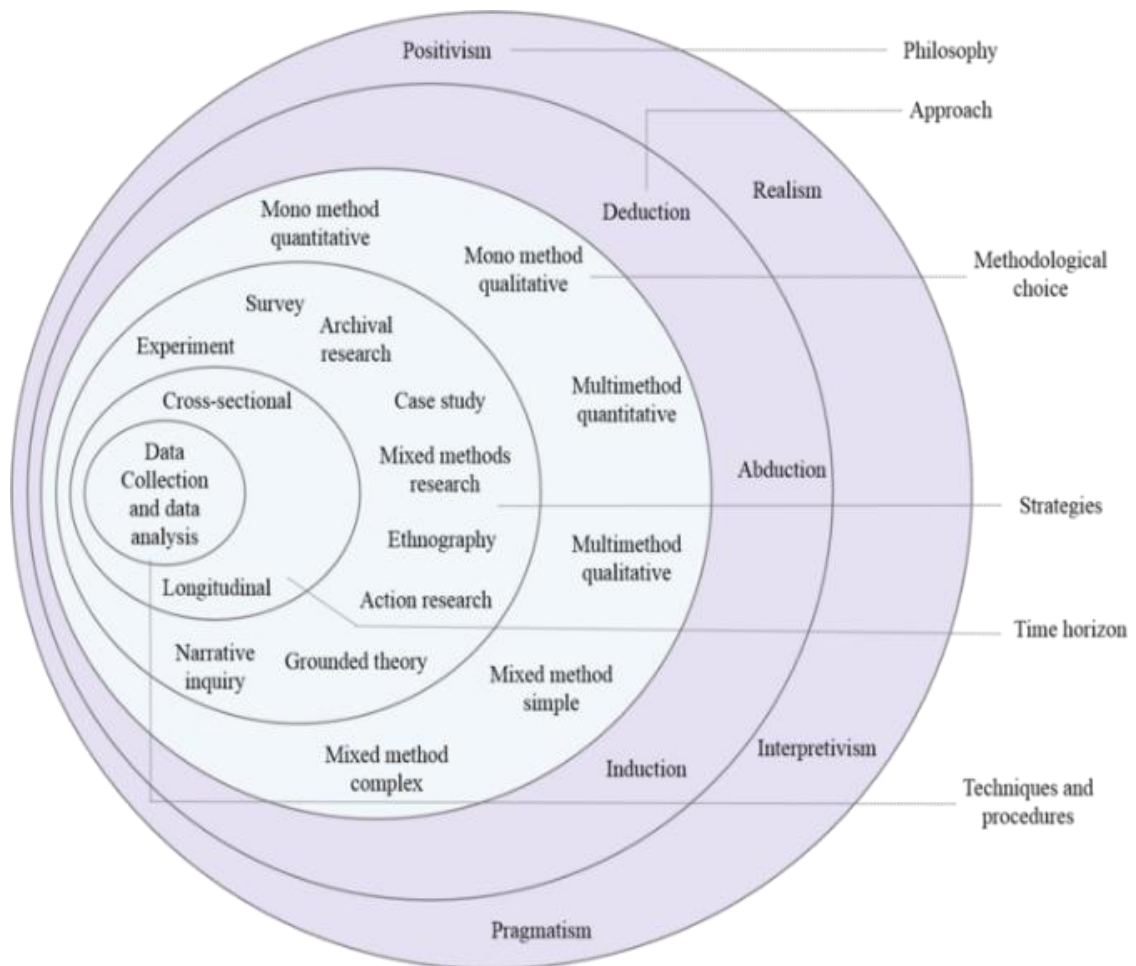 Positivism
Philosophy
Approach
Realism
Deduction
Mono method
quantitative
Mono method
qualitative
Methodological
choice
Survey
Archival
research
Experiment
Cross-sectional
Case study
Multimethod
quantitative
Data
Collection
and data
analysis
Mixed methods
research
Abduction
Strategies
Ethnography
Multimethod
qualitative
Longitudinal
Action research
Time horizon
Narrative
inquiry
Grounded theory
Mixed method
simple
Mixed method
complex
Induction
Interpretivism
Techniques and
procedures
Pragmatism